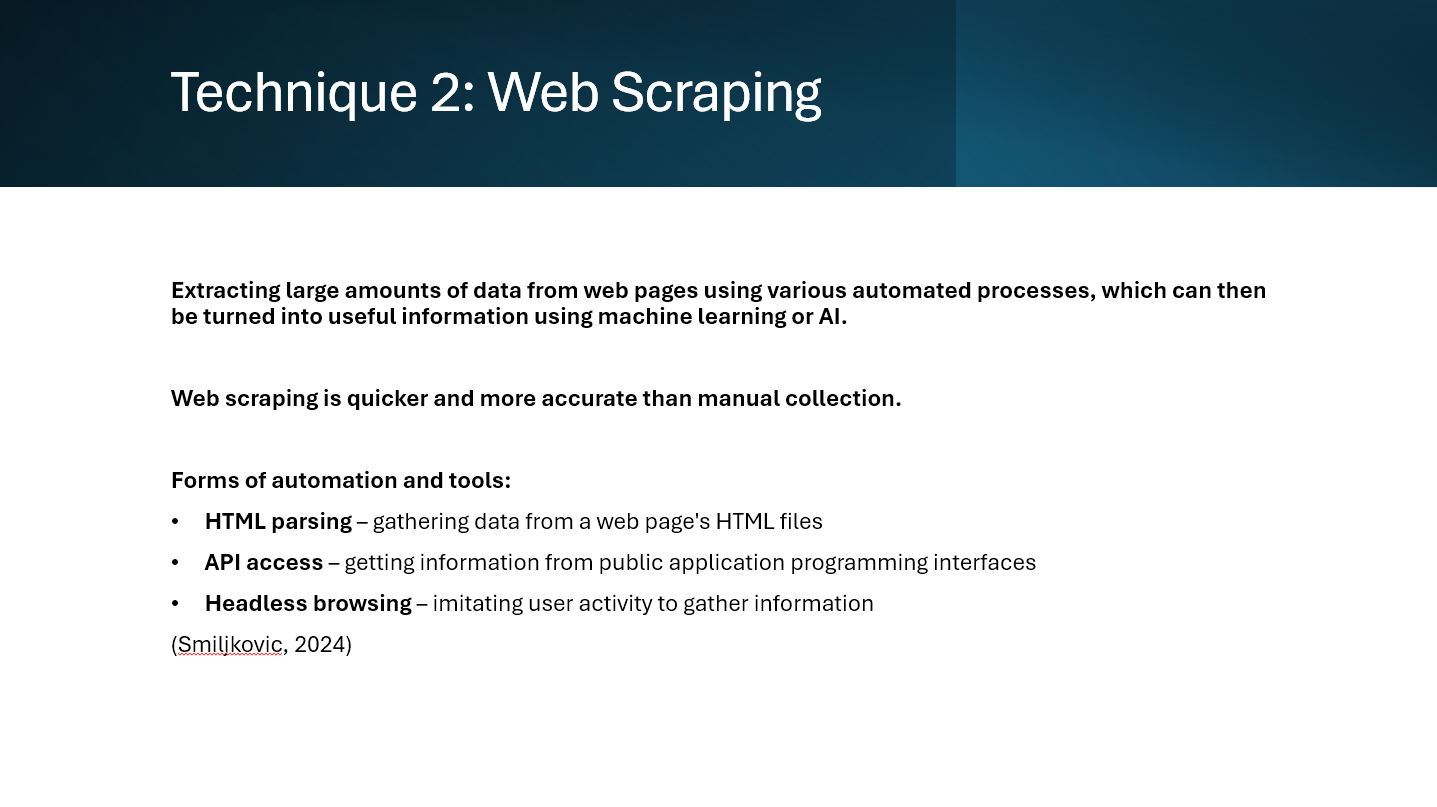 Technique 2: Web Scraping
Extracting large amounts of data from web pages using various automated processes, which can then
be turned into useful information using machine learning or AI.
Web scraping is quicker and more accurate than manual collection.
Forms of automation and tools:
• HTML parsing – gathering data from a web page's HTML files
• API access – getting information from public application programming interfaces
• Headless browsing – imitating user activity to gather information
(Smiljkovic, 2024)